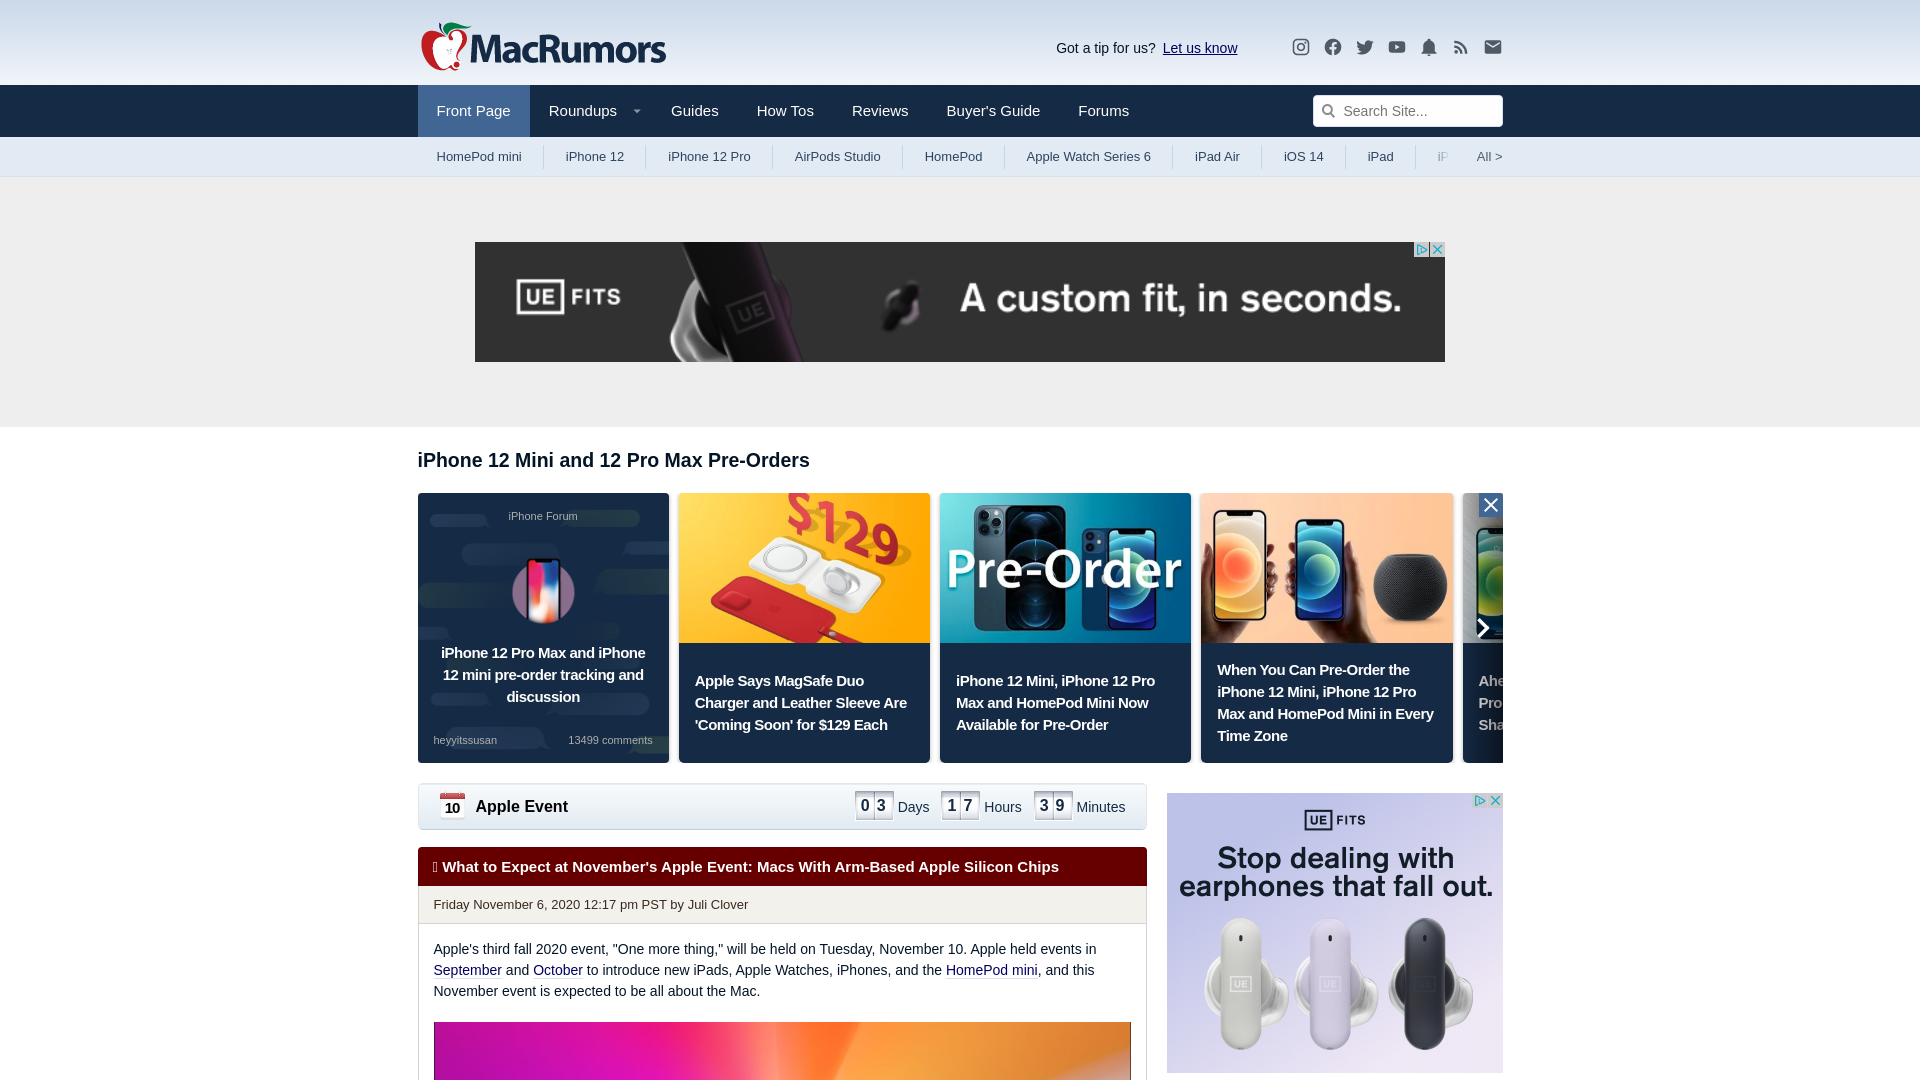 MacRumors
Got a tip for us? Let us know
Front Page
Roundups
Guides
How Tos
Reviews
Buyer's Guide
Forums
Search Site...
HomePod mini
iPhone 12
iPhone 12 Pro
AirPods Studio
HomePod
Apple Watch Series 6
iPad Air
iOS 14
iPad
iP
All >
UE FITS
UE
A custom fit, in seconds.
iPhone 12 Mini and 12 Pro Max Pre-Orders
iPhone Forum
iPhone 12 Pro Max and iPhone
12 mini pre-order tracking and
discussion
heyyitssusan
13499 comments
$129
Apple Says MagSafe Duo
Charger and Leather Sleeve Are
'Coming Soon' for $129 Each
Pre-Order
iPhone 12 Mini, iPhone 12 Pro
Max and HomePod Mini Now
Available for Pre-Order
When You Can Pre-Order the
iPhone 12 Mini, iPhone 12 Pro
Max and HomePod Mini in Every
Time Zone
Ahe
Pro
Sha
10
Apple Event
03 Days 17 Hours 39 Minutes
What to Expect at November's Apple Event: Macs With Arm-Based Apple Silicon Chips
Friday November 6, 2020 12:17 pm PST by Juli Clover
Apple's third fall 2020 event, "One more thing," will be held on Tuesday, November 10. Apple held events in
September and October to introduce new iPads, Apple Watches, iPhones, and the HomePod mini, and this
November event is expected to be all about the Mac.
UE FITS
Stop dealing with
earphones that fall out.
UE
UE
UE